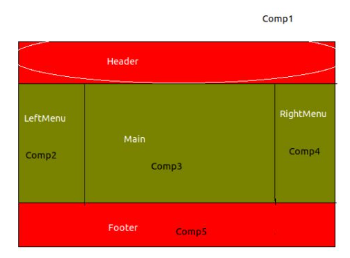 Comp1
Header
LeftMenu
RightMenu
Main
Comp2
Comp3
Comp4
Footer
Comp5